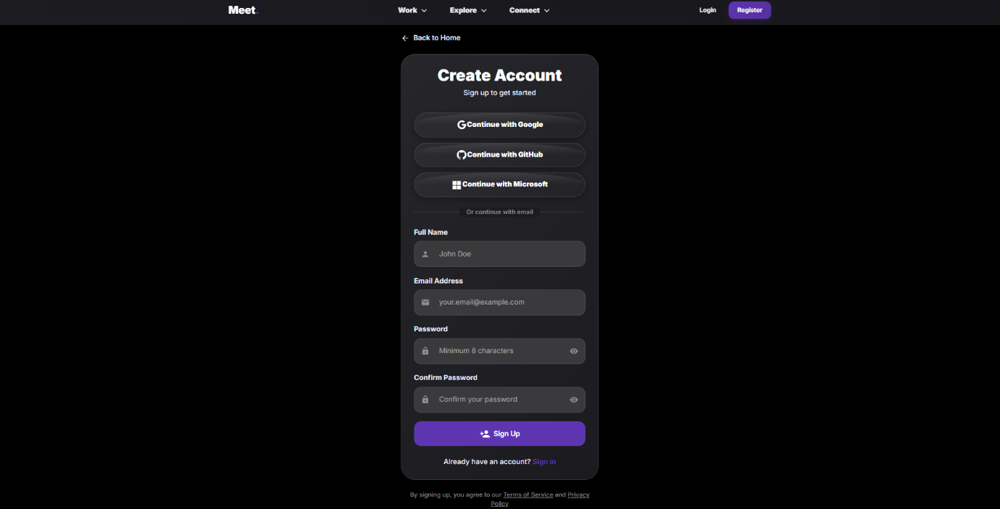 Meet.
Work
Explore
Connect
Login
Register
Back to Home
Create Account
Sign up to get started
Continue with Google
Continue with GitHub
Continue with Microsoft
Or continue with email
Full Name
John Doe
Email Address
your.email@example.com
Password
Minimum 8 characters
Confirm Password
Confirm your password
Sign Up
Already have an account? Sign in
By signing up, you agree to our Terms of Service and Privacy
Policy